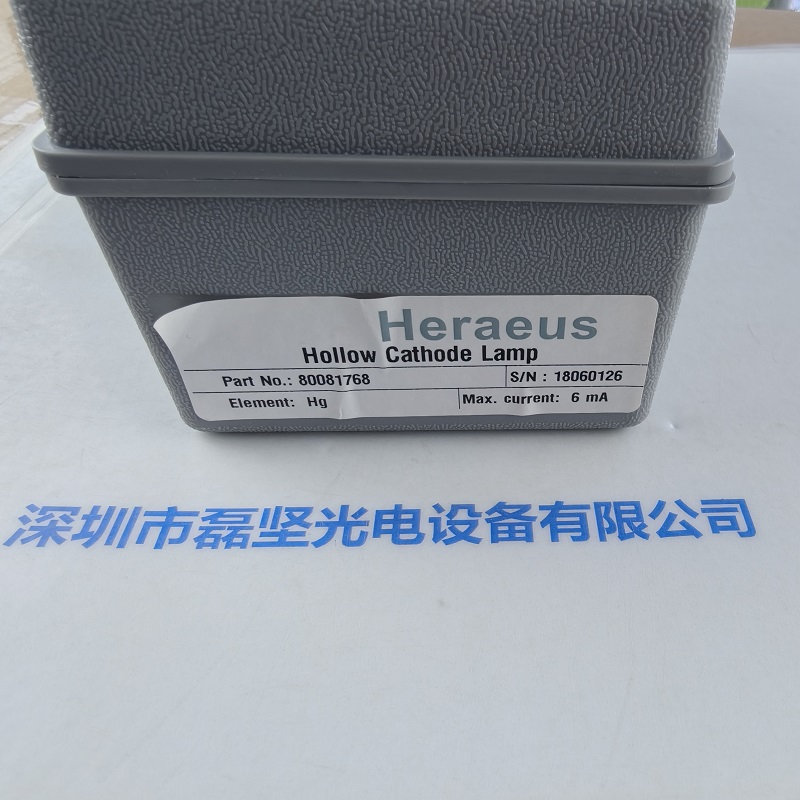 Heraeus
Hollow Cathode Lamp
Part No.: 80081768 S/N : 18060126
Element: Hg Max. current: 6 mA
深圳市磊坚光电设备有限公司